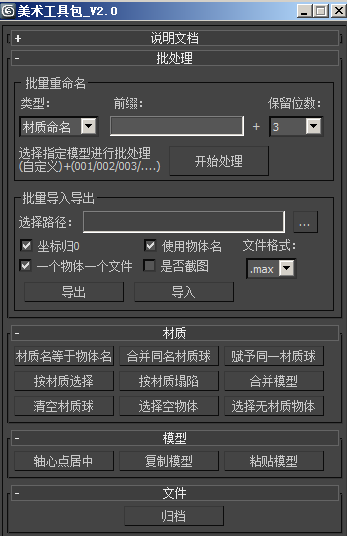 美术工具包_V2.0
+ 说明文档
- 批处理
批量重命名
类型: 前缀: 保留位数:
材质命名 + 3
选择指定模型进行批处理
(自定义)+(001/002/003/....) 开始处理
批量导入导出
选择路径: ...
坐标归0 使用物体名 文件格式:
一个物体一个文件 是否截图 .max
导出 导入
- 材质
材质名等于物体名 合并同名材质球 赋予同一材质球
按材质选择 按材质塌陷 合并模型
清空材质球 选择空物体 选择无材质物体
- 模型
轴心点居中 复制模型 粘贴模型
- 文件
归档